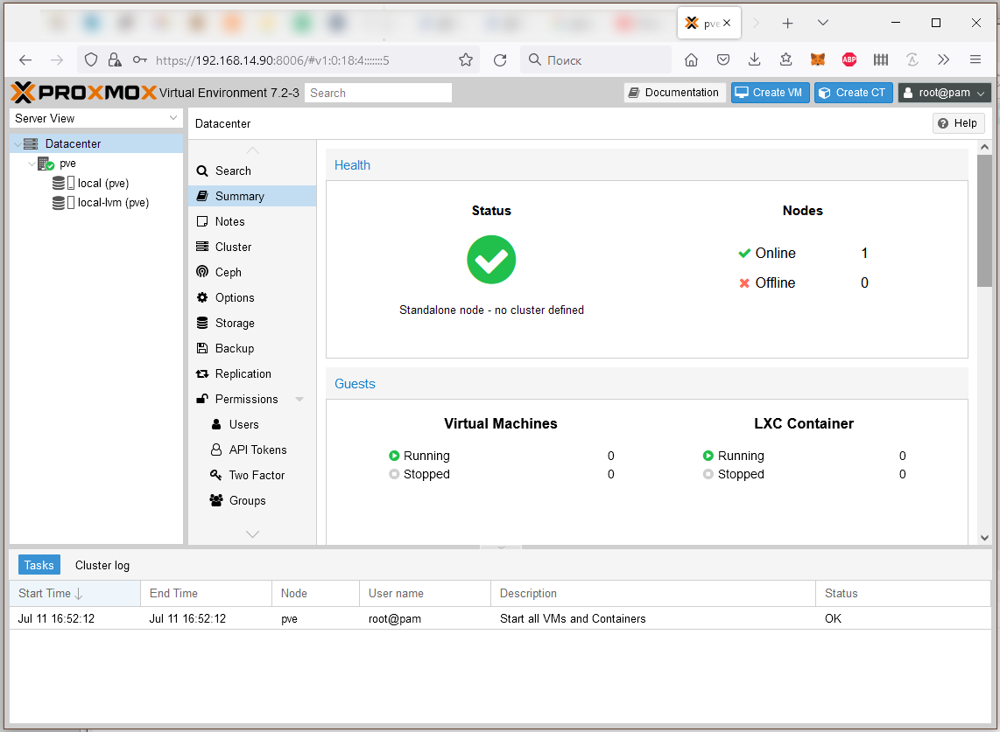 pve
https://192.168.14.90:8006/#v1:0:18:4:::::::5
Поиск
ABP
PROXMOX Virtual Environment 7.2-3 Search Documentation Create VM Create CT root@pam
Server View
Datacenter
Help
Datacenter
pve
local (pve)
local-lvm (pve)
Search
Summary
Notes
Cluster
Ceph
Options
Storage
Backup
Replication
Permissions
Users
API Tokens
Two Factor
Groups
Health
Status
Standalone node - no cluster defined
Nodes
Online 1
Offline 0
Guests
Virtual Machines
Running 0
Stopped 0
LXC Container
Running 0
Stopped 0
Tasks Cluster log
Start Time End Time Node User name Description Status
Jul 11 16:52:12 Jul 11 16:52:12 pve root@pam Start all VMs and Containers OK